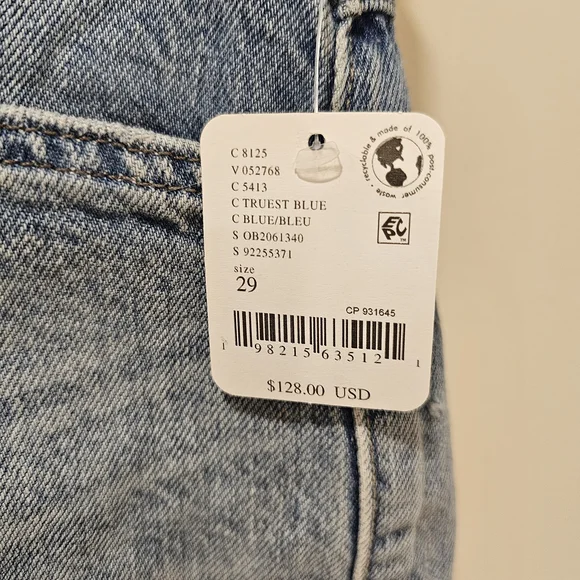 C 8125
V 052768
C 5413
C TRUEST BLUE
C BLUE/BLEU
S OB2061340
S 92255371
size
29
recyclable & made of 100% post-consumer waste
EPC™
CP 931645
1 98215 63512 1
$128.00 USD